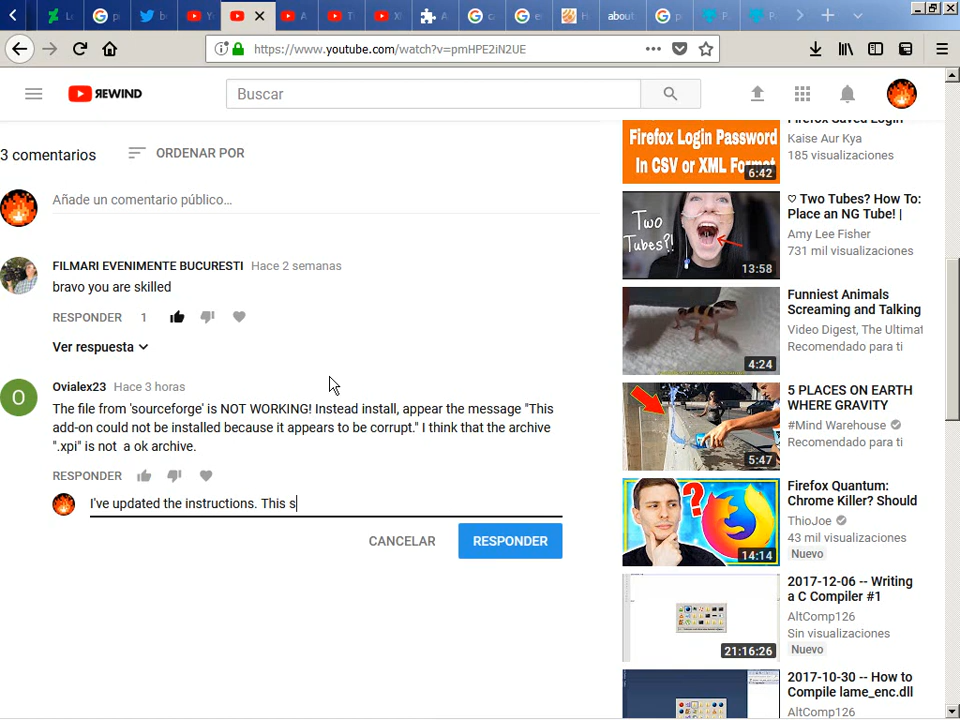 Le
p
b
Y
A
Ti
XI
c
e
H
about
p
P
P
https://www.youtube.com/watch?v=pmHPE2iN2UE
REWIND
Buscar
3 comentarios
ORDENAR POR
Añade un comentario público...
FILMARI EVENIMENTE BUCURESTI Hace 2 semanas
bravo you are skilled
RESPONDER 1
Ver respuesta
O
Ovialex23 Hace 3 horas
The file from 'sourceforge' is NOT WORKING! Instead install, appear the message "This
add-on could not be installed because it appears to be corrupt." I think that the archive
".xpi" is not a ok archive.
RESPONDER
I've updated the instructions. This s
CANCELAR RESPONDER
Firefox Saved Login
Kaise Aur Kya
185 visualizaciones
Firefox Login Password
In CSV or XML Format
6:42
♡ Two Tubes? How To:
Place an NG Tube! |
Amy Lee Fisher
731 mil visualizaciones
Two
Tubes?!
13:58
Funniest Animals
Screaming and Talking
Video Digest, The Ultimat
Recomendado para ti
4:24
5 PLACES ON EARTH
WHERE GRAVITY
#Mind Warehouse
Recomendado para ti
5:47
Firefox Quantum:
Chrome Killer? Should
ThioJoe
43 mil visualizaciones
Nuevo
14:14
2017-12-06 -- Writing
a C Compiler #1
AltComp126
Sin visualizaciones
Nuevo
21:16:26
2017-10-30 -- How to
Compile lame_enc.dll
AltComp126